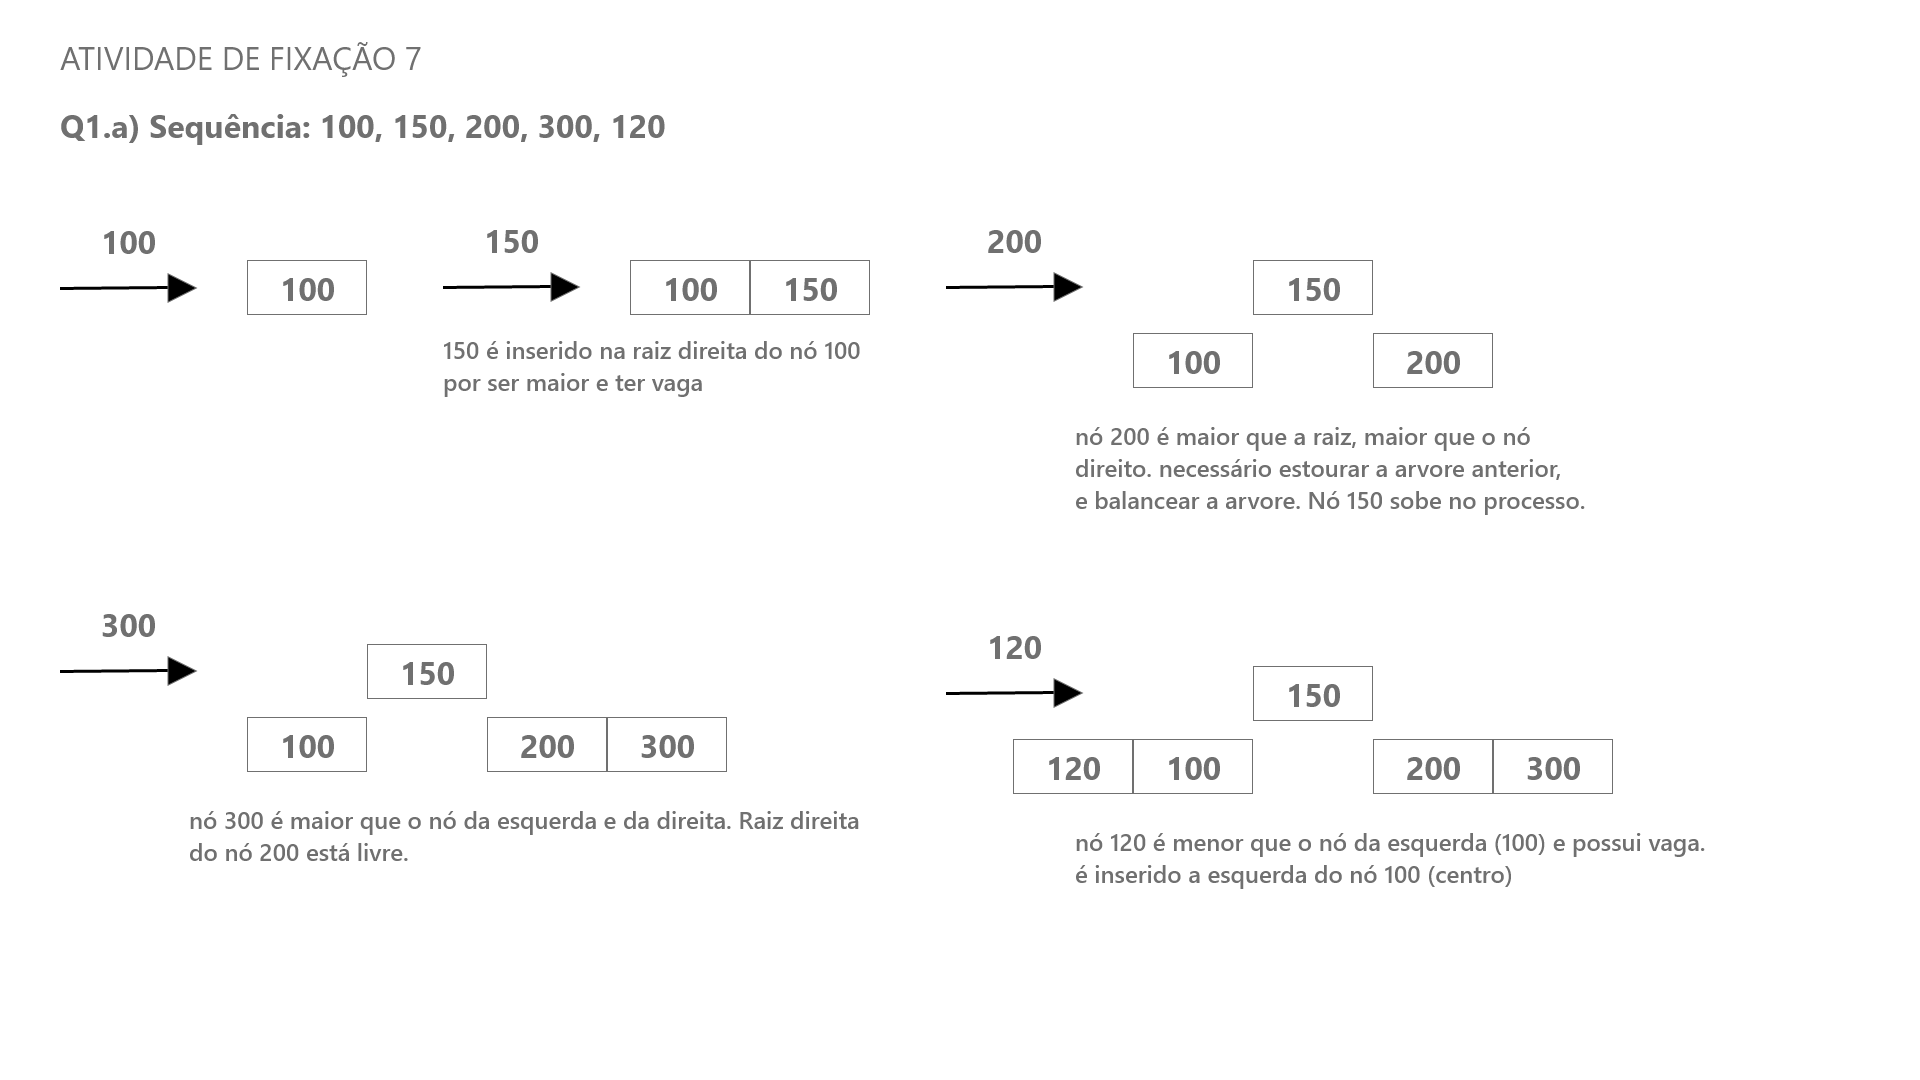 ATIVIDADE DE FIXAÇÃO 7
Q1.a) Sequência: 100, 150, 200, 300, 120
100
100
150
100 150
150 é inserido na raiz direita do nó 100
por ser maior e ter vaga
200
150
100 200
nó 200 é maior que a raiz, maior que o nó
direito. necessário estourar a arvore anterior,
e balancear a arvore. Nó 150 sobe no processo.
300
150
100 200 300
nó 300 é maior que o nó da esquerda e da direita. Raiz direita
do nó 200 está livre.
120
150
120 100 200 300
nó 120 é menor que o nó da esquerda (100) e possui vaga.
é inserido a esquerda do nó 100 (centro)